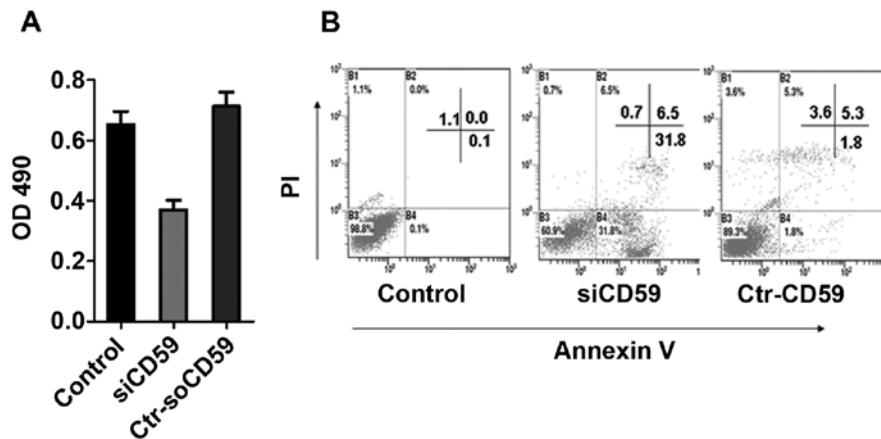 A
B
OD 490
0.8
0.6
0.4
0.2
0.0
Control
siCD59
Ctr-soCD59
PI
B1
1.1%
B2
0.0%
1.1 0.0
0.1
B3
98.8%
B4
0.1%
Control
B1
0.7%
B2
6.5%
0.7 6.5
31.8
B3
60.9%
B4
31.8%
siCD59
B1
3.6%
B2
5.3%
3.6 5.3
1.8
B3
89.3%
B4
1.8%
Ctr-CD59
Annexin V